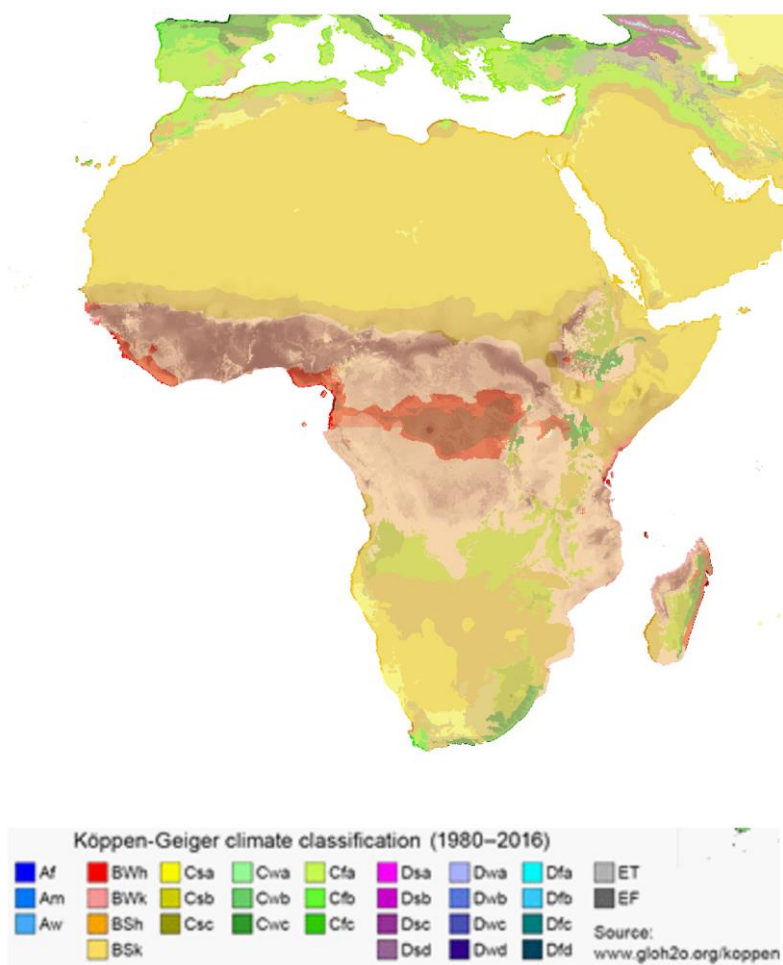 Köppen-Geiger climate classification (1980–2016)
Af BWh Csa Cwa Cfa Dsa Dwa Dfa ET
Am BWk Csb Cwb Cfb Dsb Dwb Dfb EF
Aw BSh Csc Cwc Cfc Dsc Dwc Dfc Source:
BSk Dsd Dwd Dfd www.gloh2o.org/koppen